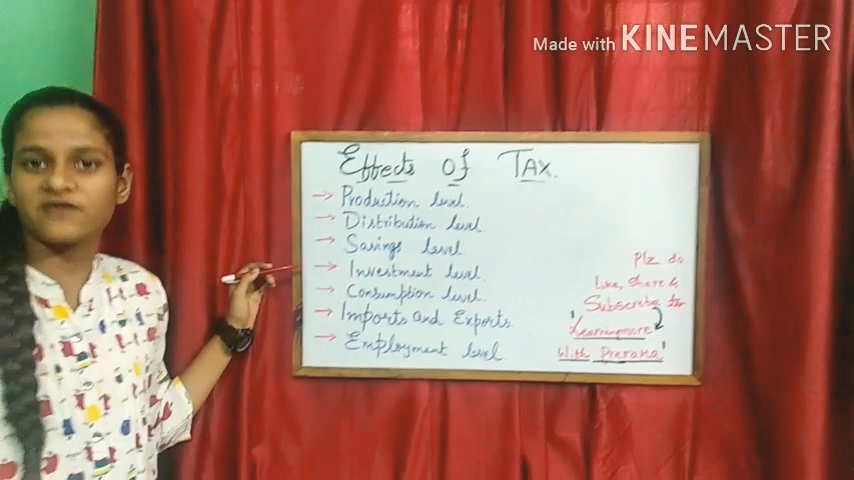 Made with KINEMASTER
Effects of TAX.
→ Production level.
→ Distribution level.
→ Savings level
→ Investment level.
→ Consumption level.
→ Imports and Exports.
→ Employment level.
Plz do
Like, Share &
Subscribe to
'Learningmore
With Prerana'